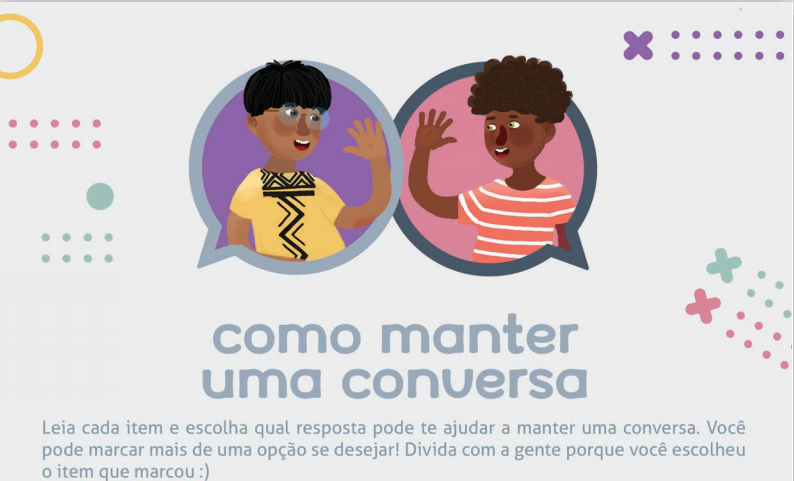 como manter
uma conversa
Leia cada item e escolha qual resposta pode te ajudar a manter uma conversa. Você
pode marcar mais de uma opção se desejar! Divida com a gente porque você escolheu
o item que marcou :)